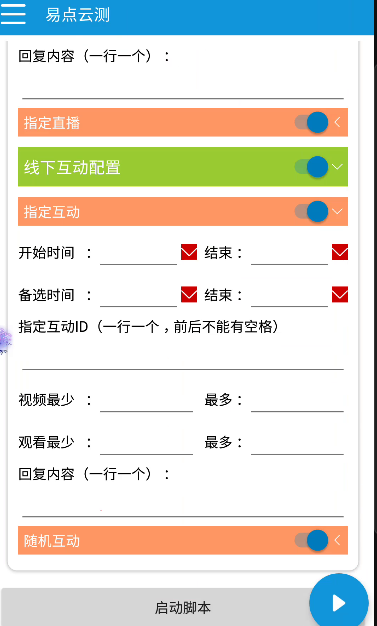 易点云测
回复内容（一行一个）：
指定直播
线下互动配置
指定互动
开始时间 ： 结束：
备选时间 ： 结束：
指定互动ID（一行一个，前后不能有空格）
视频最少 ： 最多：
观看最少 ： 最多：
回复内容（一行一个）：
随机互动
启动脚本